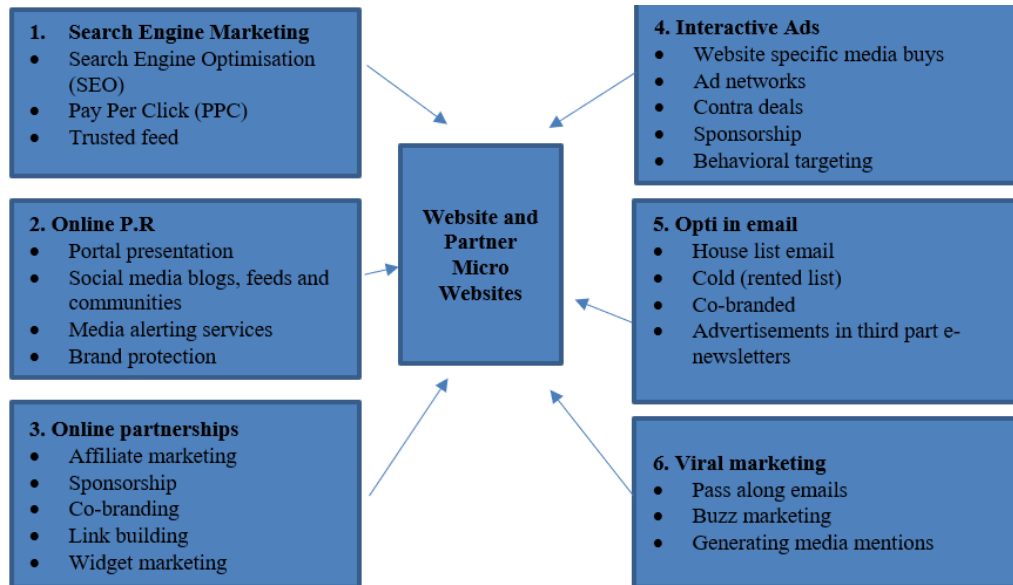 1. Search Engine Marketing
• Search Engine Optimisation
(SEO)
• Pay Per Click (PPC)
• Trusted feed
2. Online P.R
• Portal presentation
• Social media blogs, feeds and
communities
• Media alerting services
• Brand protection
3. Online partnerships
• Affiliate marketing
• Sponsorship
• Co-branding
• Link building
• Widget marketing
Website and
Partner
Micro
Websites
4. Interactive Ads
• Website specific media buys
• Ad networks
• Contra deals
• Sponsorship
• Behavioral targeting
5. Opti in email
• House list email
• Cold (rented list)
• Co-branded
• Advertisements in third part e-
newsletters
6. Viral marketing
• Pass along emails
• Buzz marketing
• Generating media mentions